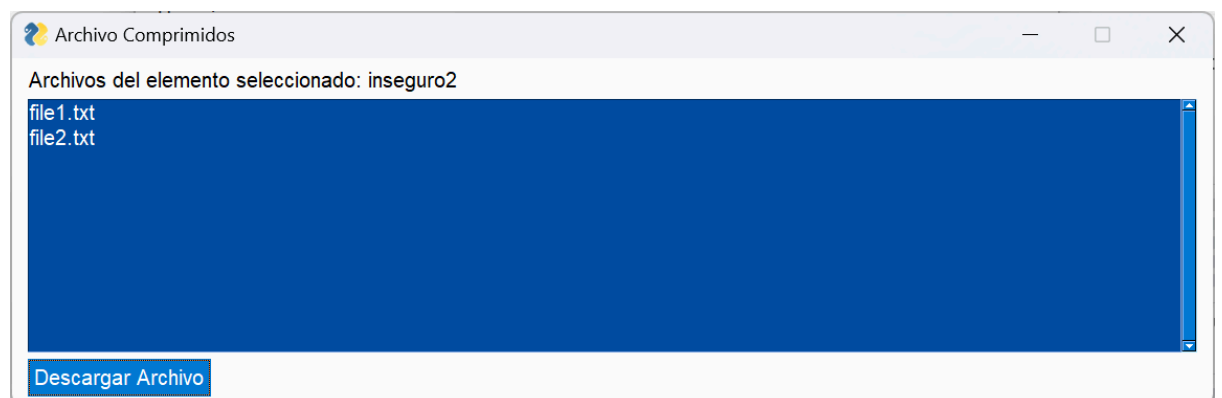 Archivo Comprimidos
Archivos del elemento seleccionado: inseguro2
file1.txt
file2.txt
Descargar Archivo